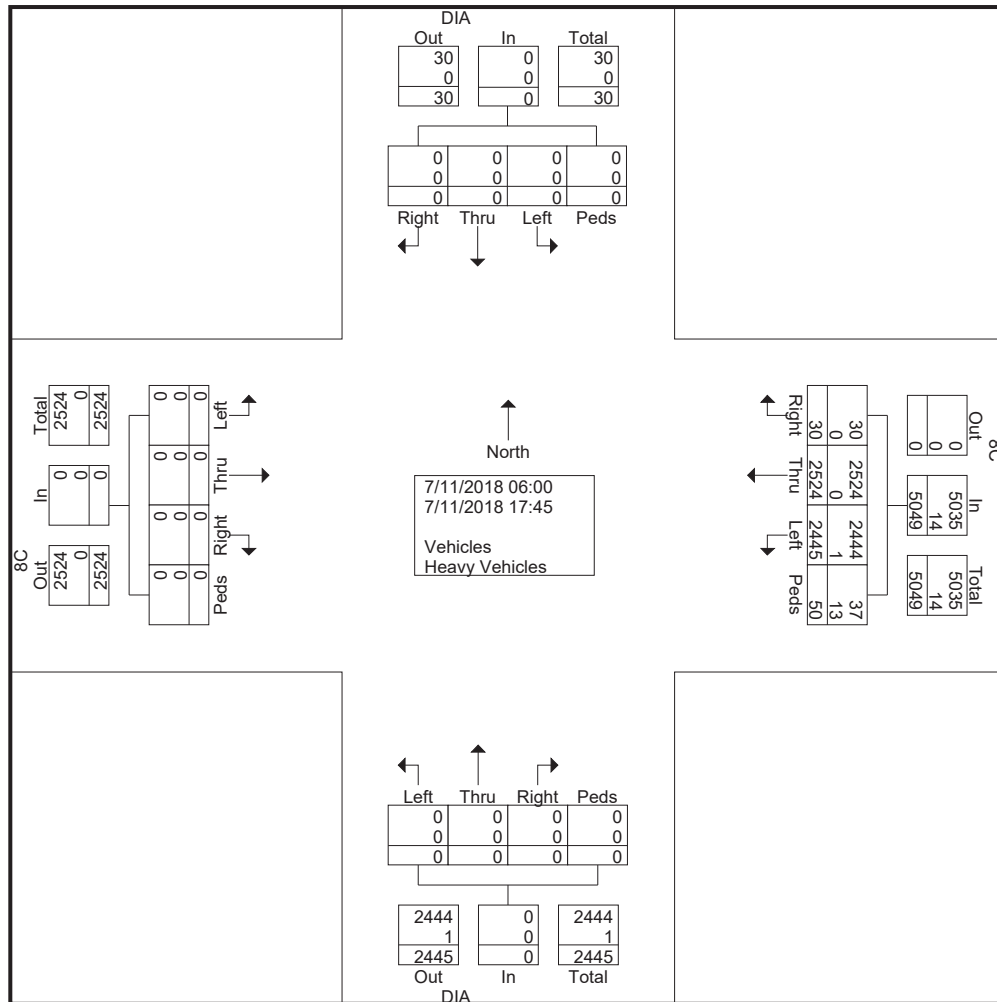 DIA
Out In Total
30 0 30
0 0 0
30 0 30
0 0 0 0
0 0 0 0
0 0 0 0
Right Thru Left Peds
8C
Out In Total
0 5035 5035
0 14 14
0 5049 5049
30 2524 2444 37
0 0 1 13
30 2524 2445 50
Right Thru Left Peds
North
7/11/2018 06:00
7/11/2018 17:45
Vehicles
Heavy Vehicles
8C
Out In Total
2524 0 2524
0 0 0
2524 0 2524
Left Thru Right Peds
0 0 0 0
0 0 0 0
0 0 0 0
Left Thru Right Peds
0 0 0 0
0 0 0 0
0 0 0 0
2444 0 2444
1 0 1
2445 0 2445
Out In Total
DIA